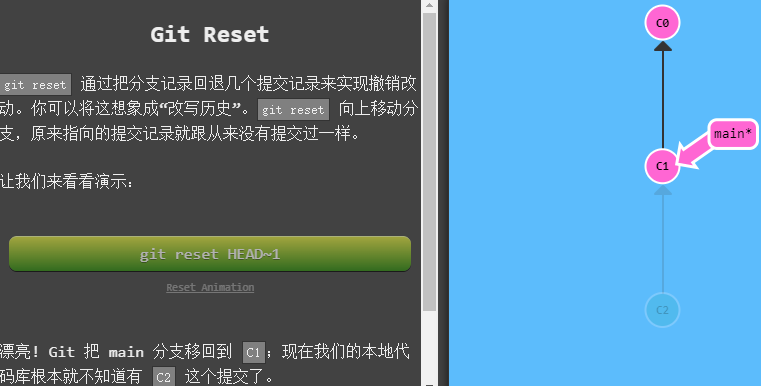 Git Reset
git reset 通过把分支记录回退几个提交记录来实现撤销改
动。你可以将这想象成“改写历史”。git reset 向上移动分
支，原来指向的提交记录就跟从来没有提交过一样。
让我们来看看演示：
git reset HEAD~1
Reset Animation
漂亮! Git 把 main 分支移回到 C1；现在我们的本地代
码库根本就不知道有 C2 这个提交了。
C0
main*
C1
C2